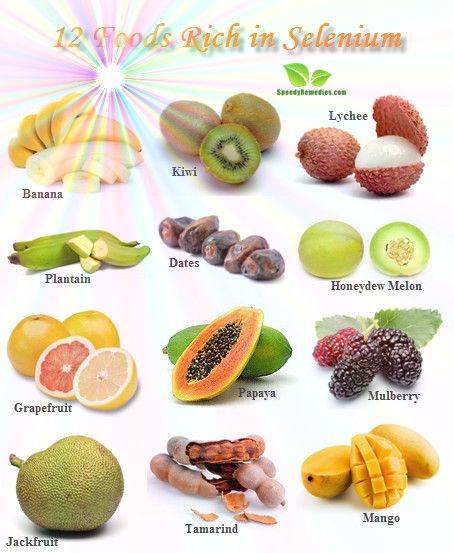 12 Foods Rich in Selenium
SpeedyRemedies.com
Banana
Kiwi
Lychee
Plantain
Dates
Honeydew Melon
Grapefruit
Papaya
Mulberry
Jackfruit
Tamarind
Mango